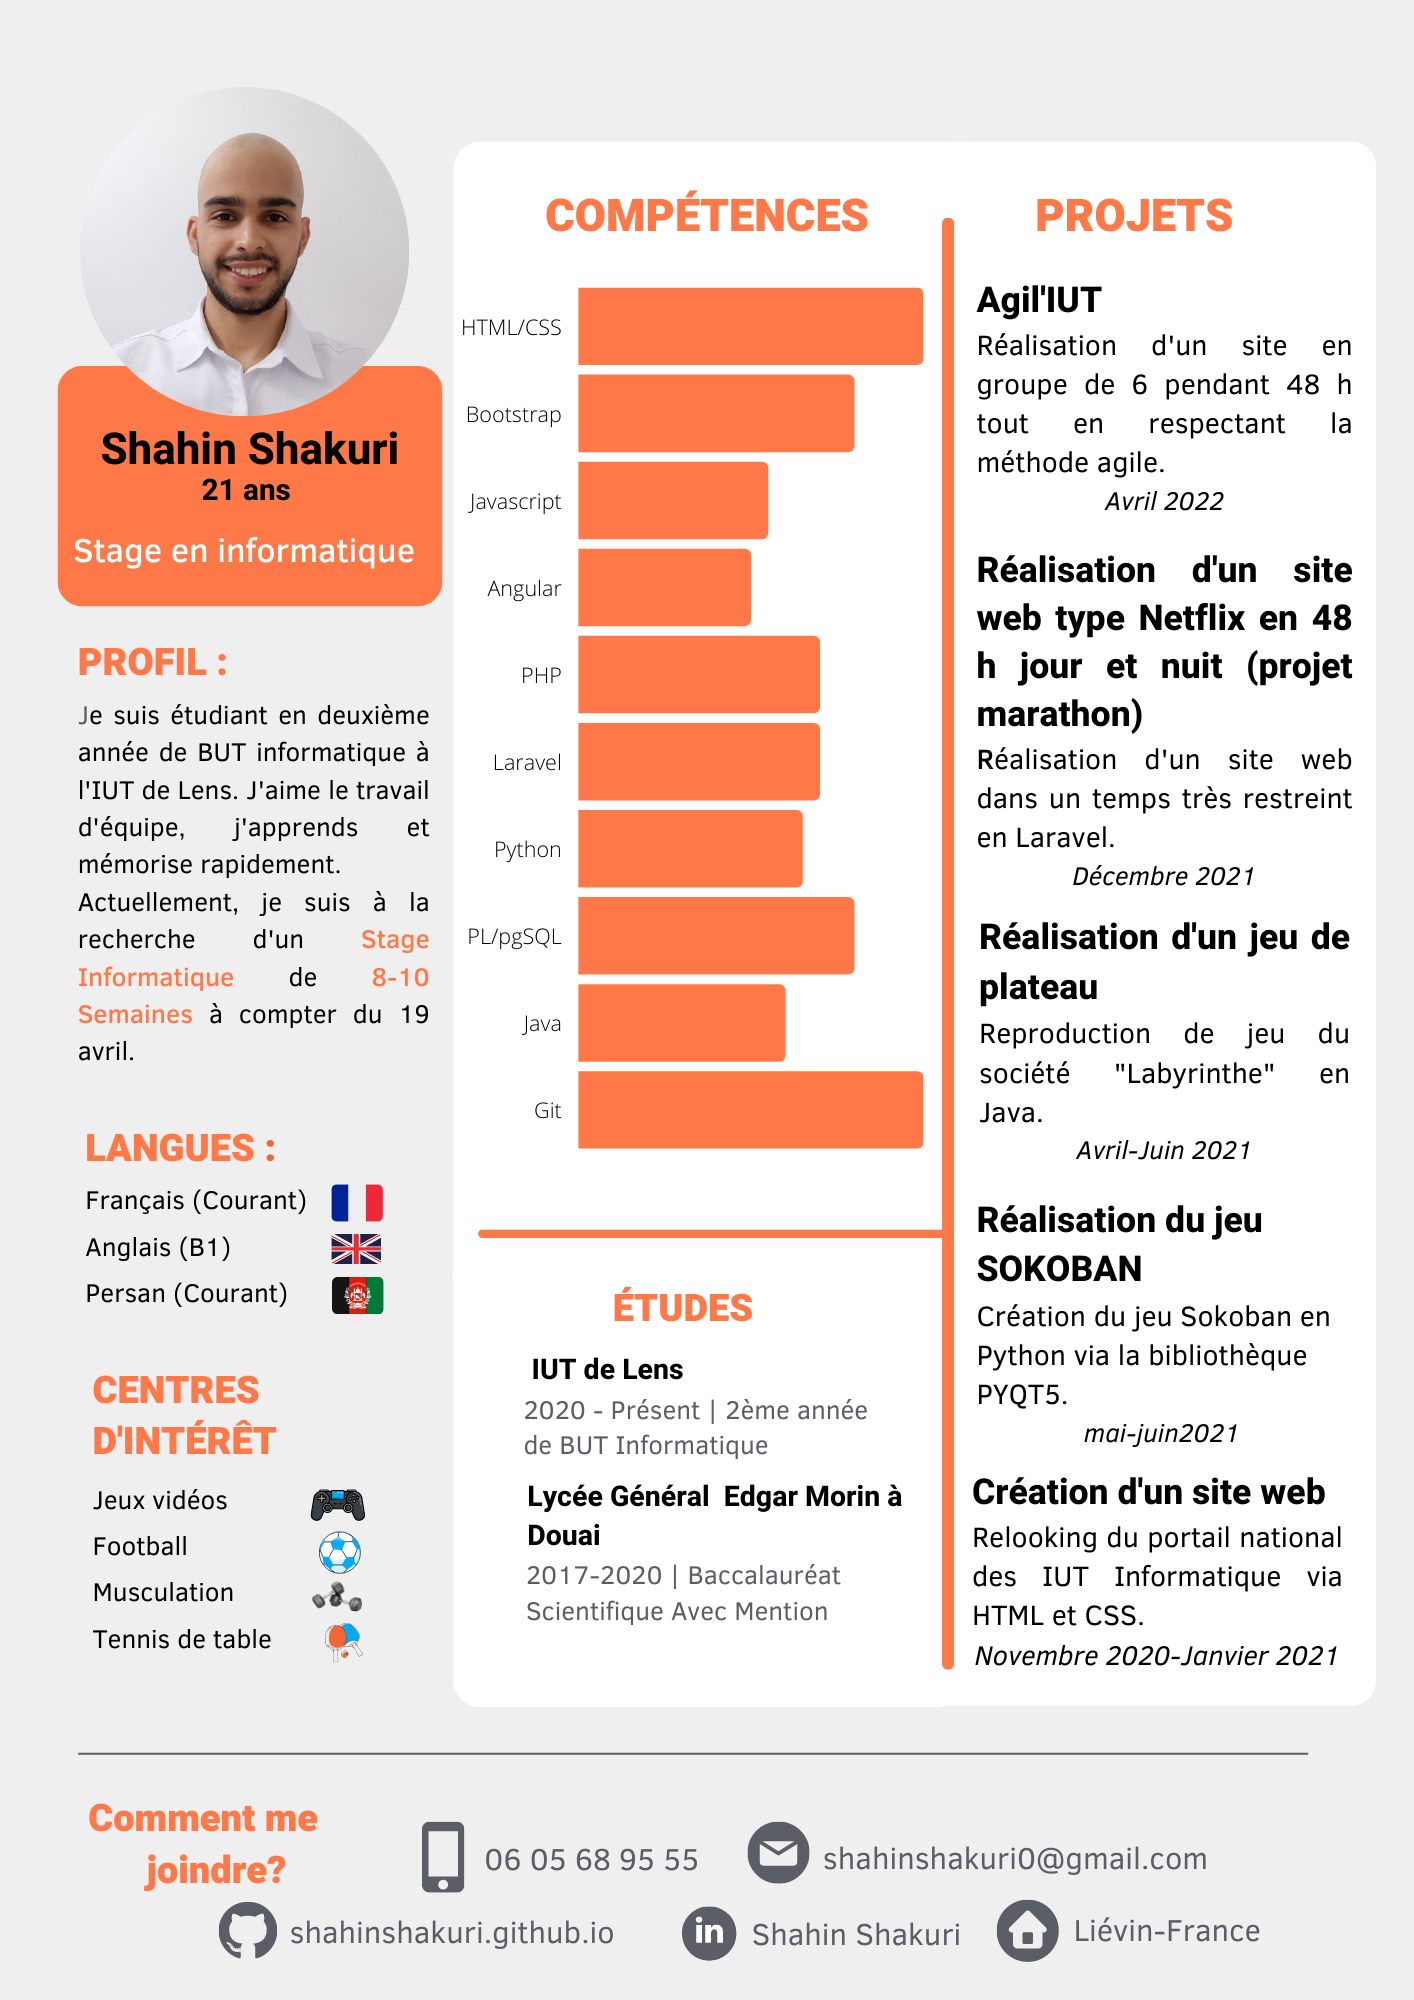 Shahin Shakuri
21 ans
Stage en informatique
PROFIL :
Je suis étudiant en deuxième
année de BUT informatique à
l'IUT de Lens. J'aime le travail
d'équipe, j'apprends et
mémorise rapidement.
Actuellement, je suis à la
recherche d'un Stage
Informatique de 8-10
Semaines à compter du 19
avril.
LANGUES :
Français (Courant)
Anglais (B1)
Persan (Courant)
CENTRES
D'INTÉRÊT
Jeux vidéos
Football
Musculation
Tennis de table
COMPÉTENCES
HTML/CSS
Bootstrap
Javascript
Angular
PHP
Laravel
Python
PL/pgSQL
Java
Git
ÉTUDES
IUT de Lens
2020 - Présent | 2ème année
de BUT Informatique
Lycée Général Edgar Morin à
Douai
2017-2020 | Baccalauréat
Scientifique Avec Mention
PROJETS
Agil'IUT
Réalisation d'un site en
groupe de 6 pendant 48 h
tout en respectant la
méthode agile.
Avril 2022
Réalisation d'un site
web type Netflix en 48
h jour et nuit (projet
marathon)
Réalisation d'un site web
dans un temps très restreint
en Laravel.
Décembre 2021
Réalisation d'un jeu de
plateau
Reproduction de jeu du
société "Labyrinthe" en
Java.
Avril-Juin 2021
Réalisation du jeu
SOKOBAN
Création du jeu Sokoban en
Python via la bibliothèque
PYQT5.
mai-juin2021
Création d'un site web
Relooking du portail national
des IUT Informatique via
HTML et CSS.
Novembre 2020-Janvier 2021
Comment me
joindre?
06 05 68 95 55
shahinshakuri0@gmail.com
shahinshakuri.github.io
in
Shahin Shakuri
Liévin-France